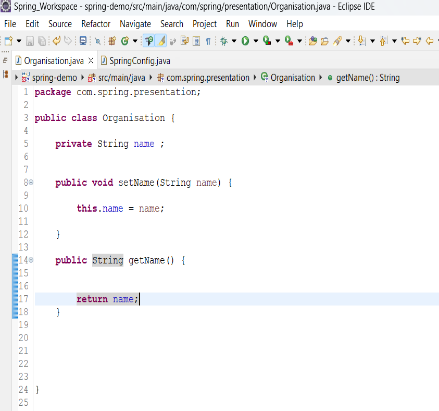 Spring_Workspace - spring-demo/src/main/java/com/spring/presentation/Organisation.java - Eclipse IDE
File Edit Source Refactor Navigate Search Project Run Window Help
Organisation.java SpringConfig.java
spring-demo src/main/java com.spring.presentation Organisation getName() : String
1 package com.spring.presentation;
2
3 public class Organisation {
4
5 private String name ;
6
7
8 public void setName(String name) {
9
10 this.name = name;
11
12 }
13
14 public String getName() {
15
16
17 return name;
18 }
19
20
21
22
23
24 }
25